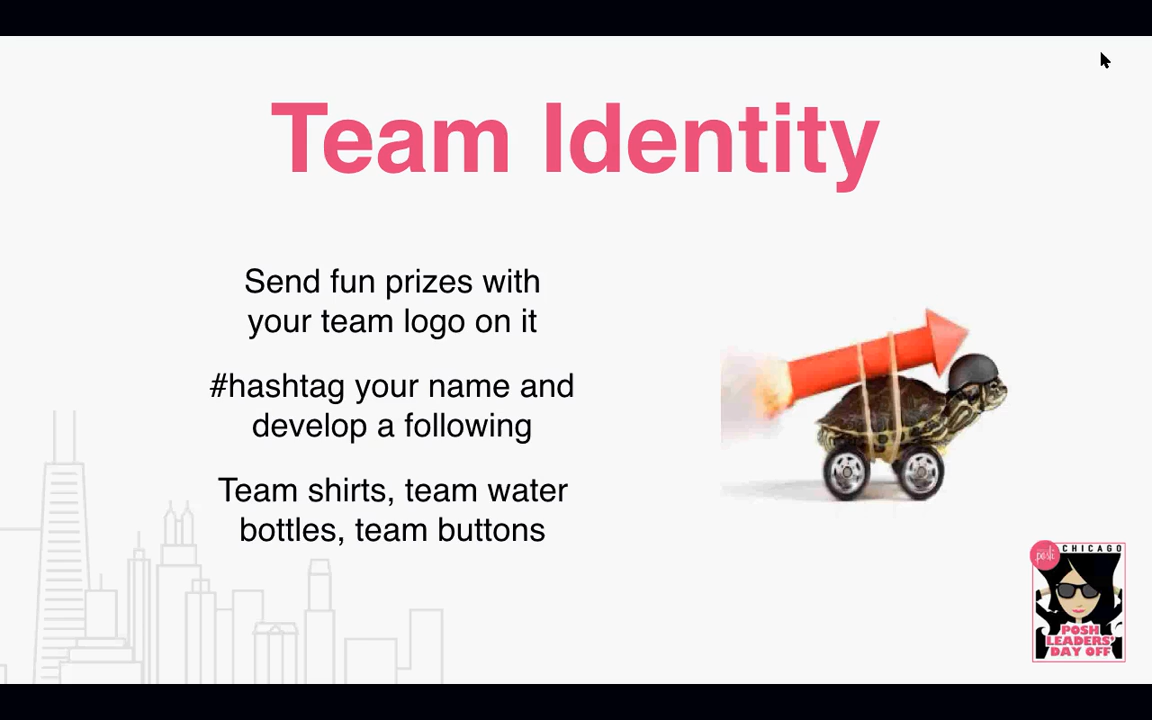 Team Identity
Send fun prizes with
your team logo on it
#hashtag your name and
develop a following
Team shirts, team water
bottles, team buttons
posh
CHICAGO
POSH
LEADERS'
DAY OFF